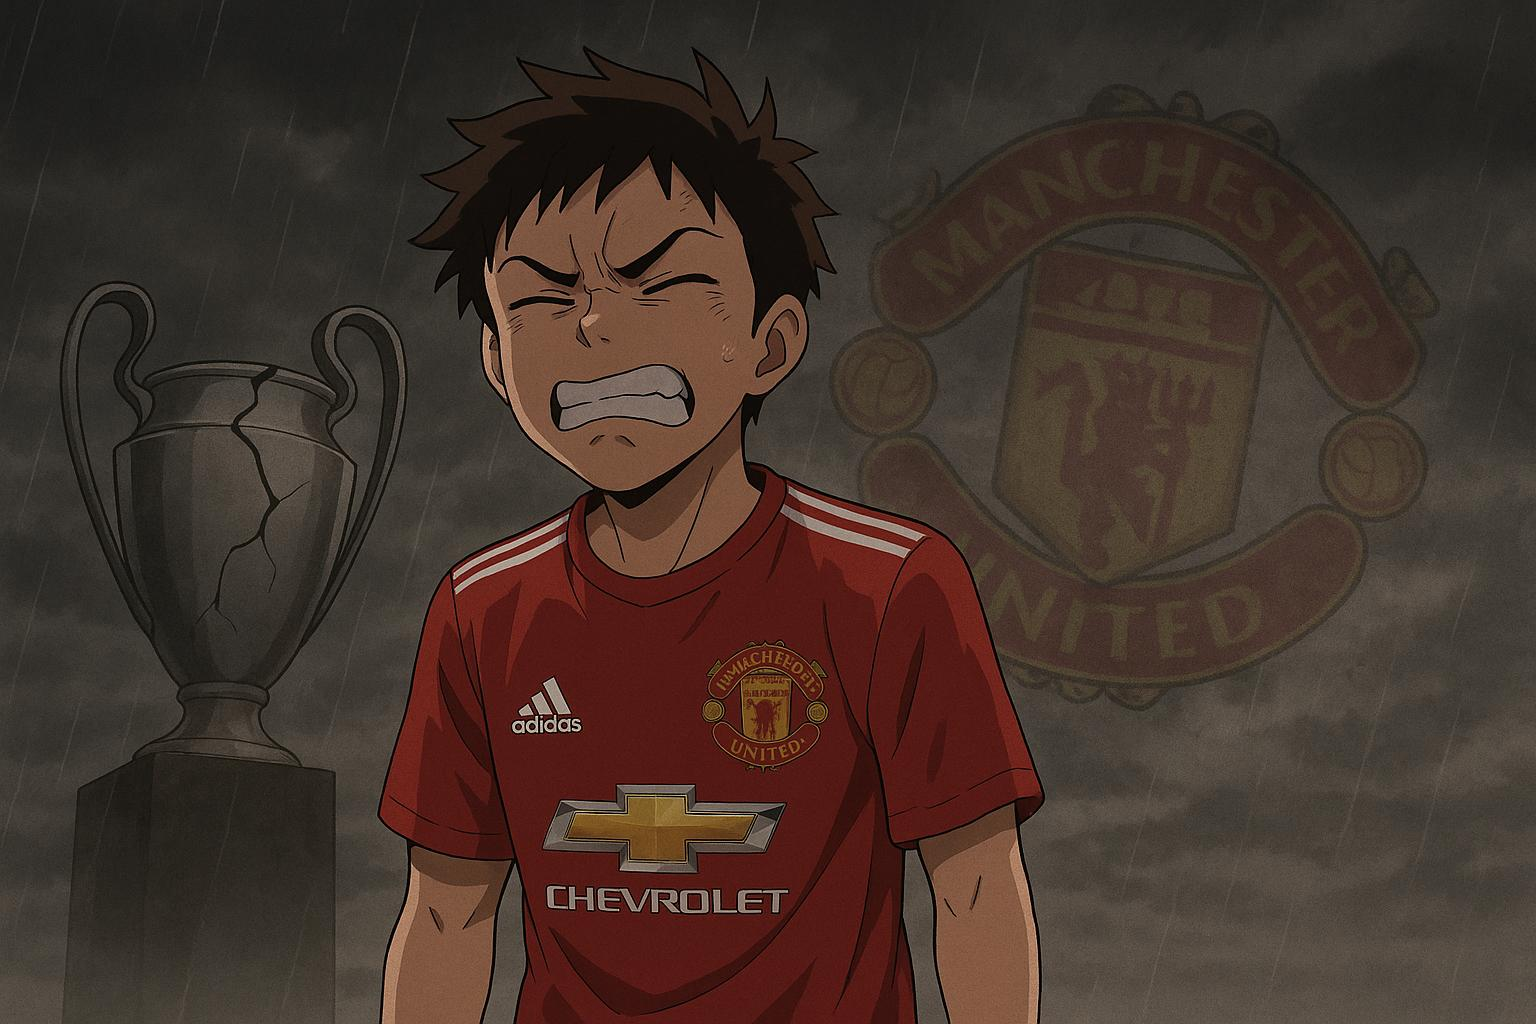 MANCHESTER
UNITED
adidas
UNITED
CHEVROLET